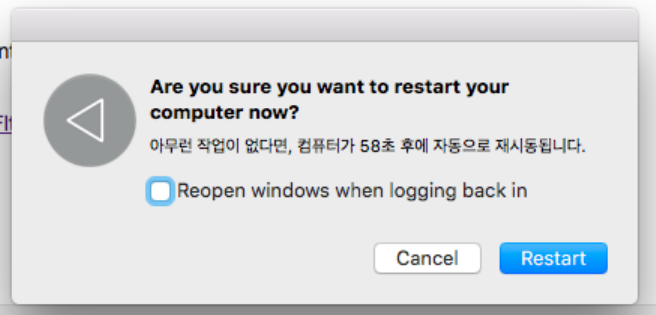 Are you sure you want to restart your
computer now?
아무런 작업이 없다면, 컴퓨터가 58초 후에 자동으로 재시동됩니다.
Reopen windows when logging back in
Cancel
Restart